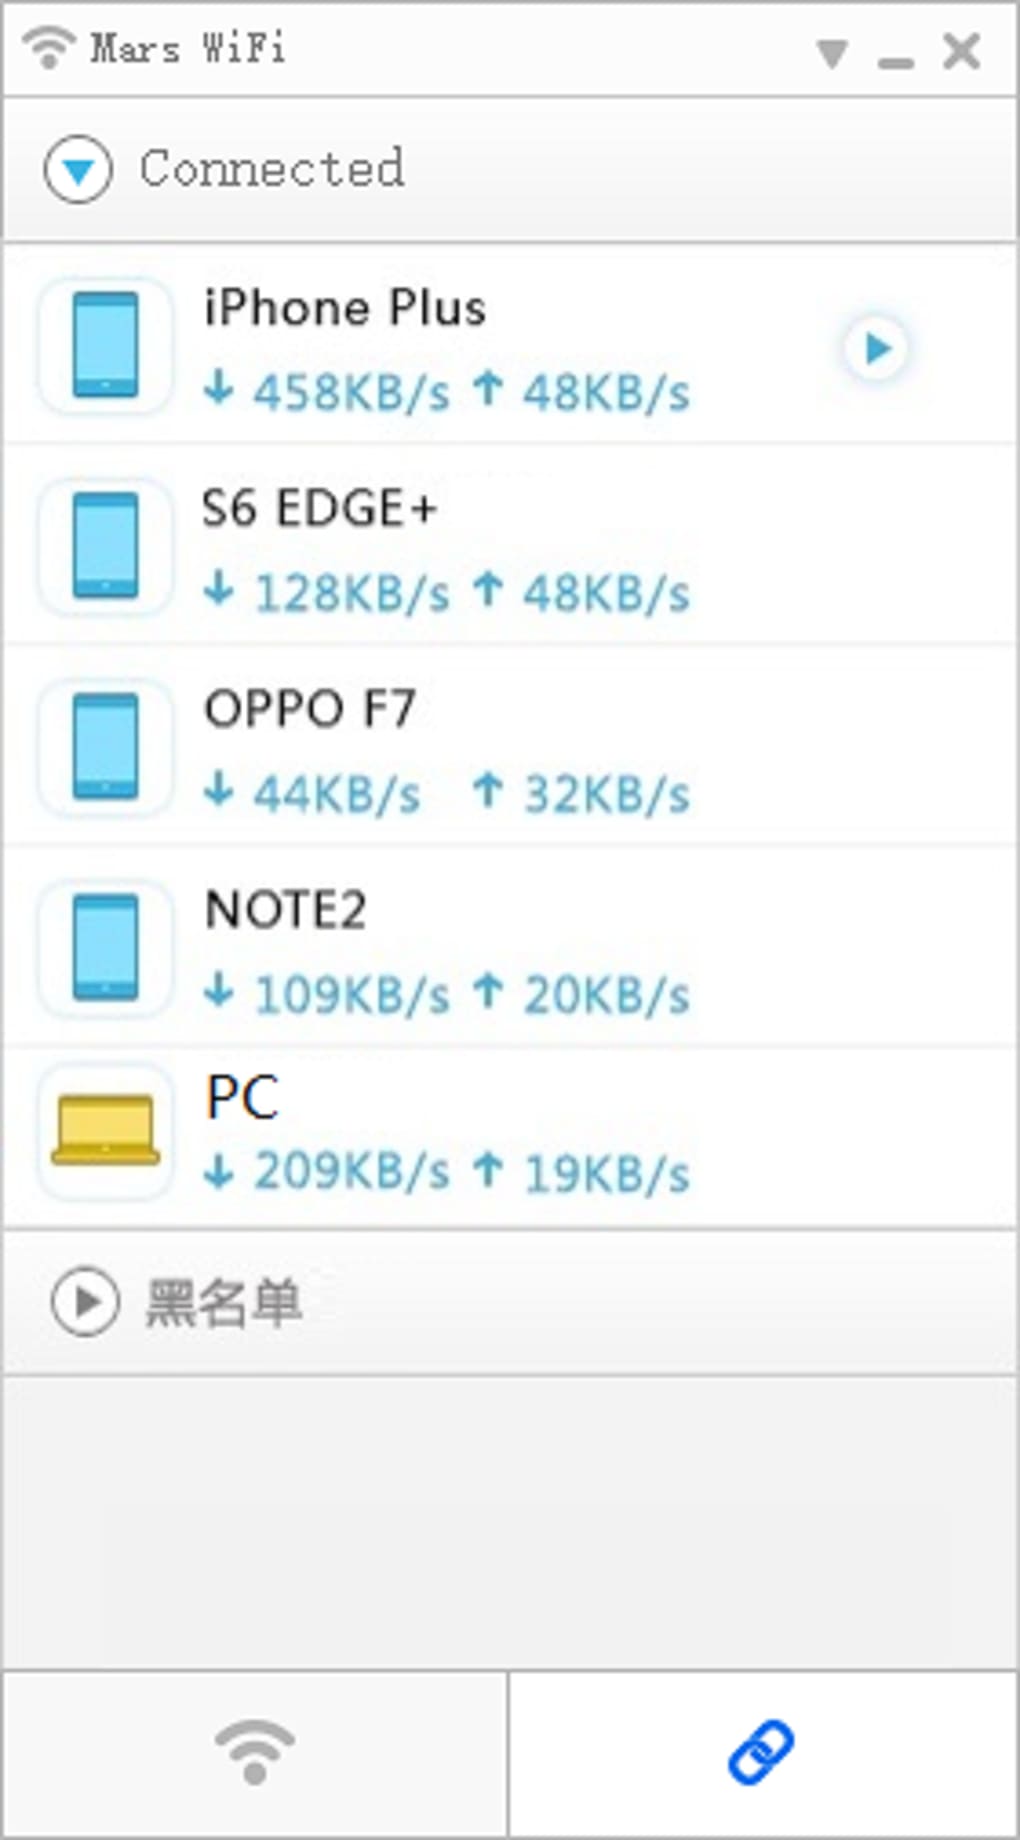 Mars WiFi
Connected
iPhone Plus
↓ 458KB/s ↑ 48KB/s
S6 EDGE+
↓ 128KB/s ↑ 48KB/s
OPPO F7
↓ 44KB/s ↑ 32KB/s
NOTE2
↓ 109KB/s ↑ 20KB/s
PC
↓ 209KB/s ↑ 19KB/s
黑名单